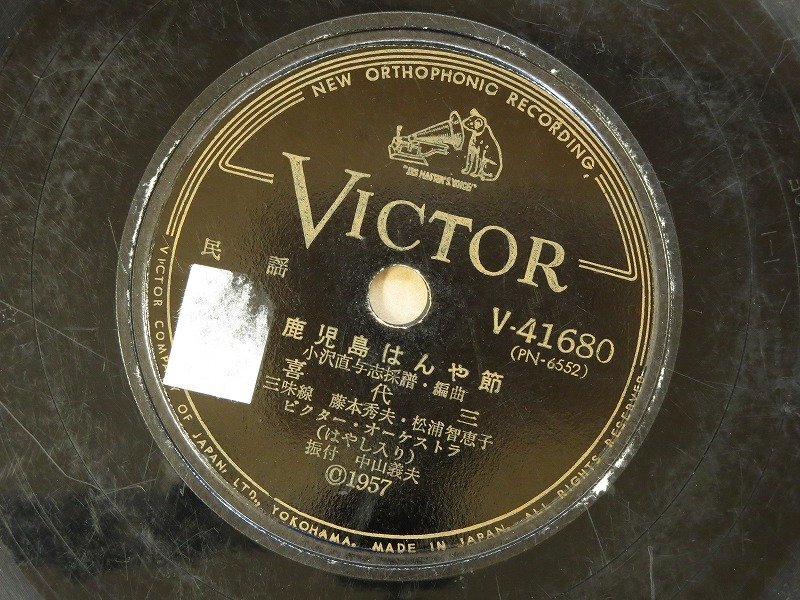 NEW ORTHOPHONIC RECORDING,
"HIS MASTER'S VOICE"
VICTOR
民謡
V-41680
(PN-6552)
鹿児島はんや節
小沢直与志採譜・編曲
喜代三
三味線 藤本秀夫・松浦智恵子
ビクター・オーケストラ
(はやし入り)
振付 中山義夫
©1957
VICTOR COMPANY OF JAPAN, LTD., YOKOHAMA. MADE IN JAPAN. ALL RIGHTS RESERVED